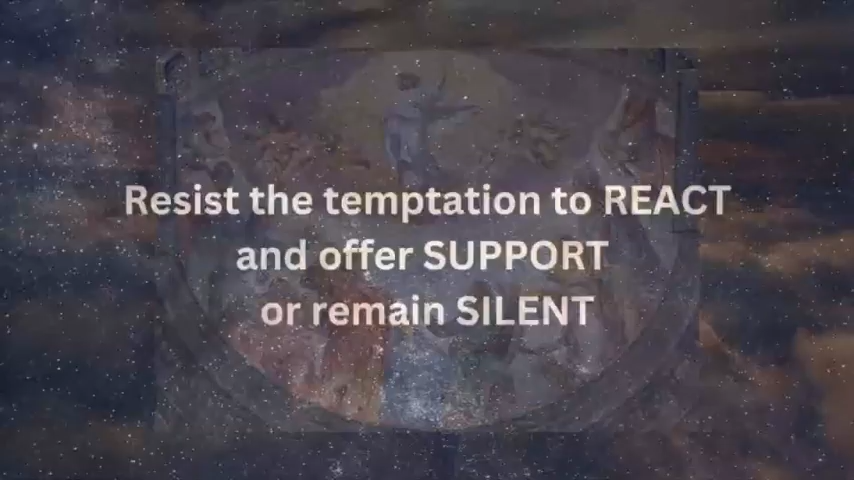 Resist the temptation to REACT
and offer SUPPORT
or remain SILENT